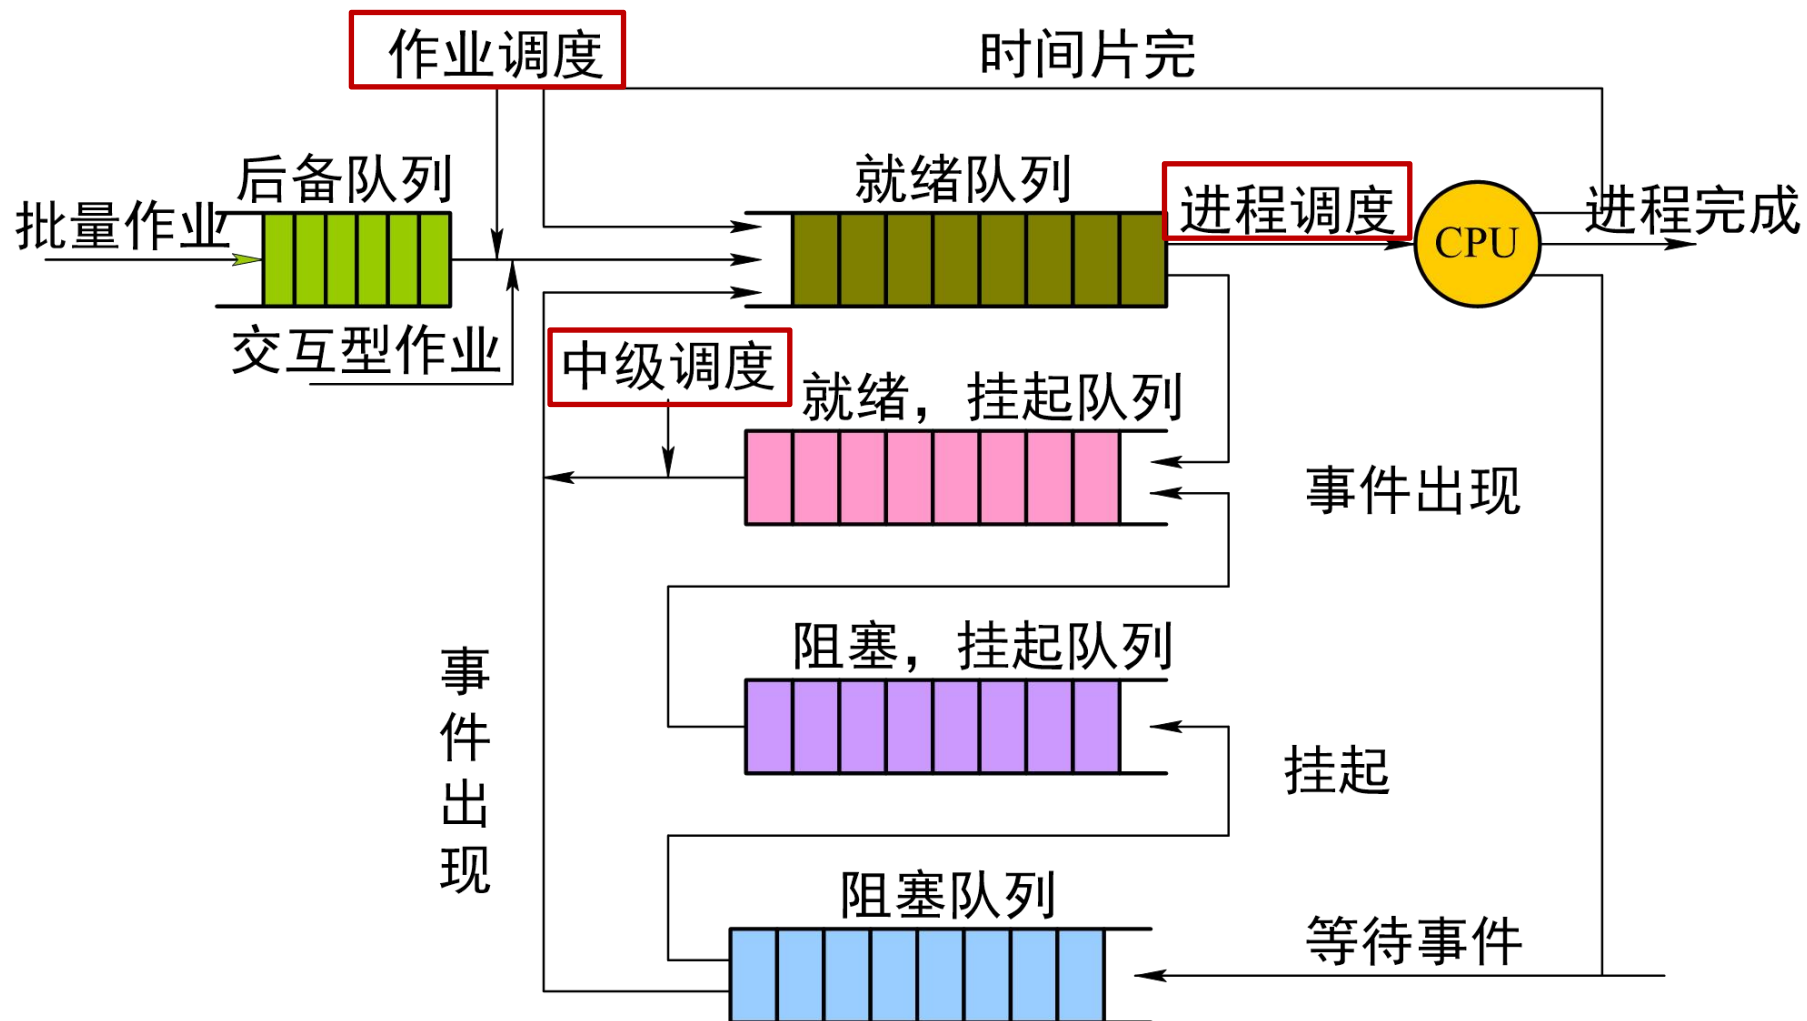 作业调度
时间片完
后备队列
就绪队列
进程调度
批量作业
CPU
进程完成
交互型作业
中级调度
就绪，挂起队列
事件出现
阻塞，挂起队列
事件出现
挂起
阻塞队列
等待事件